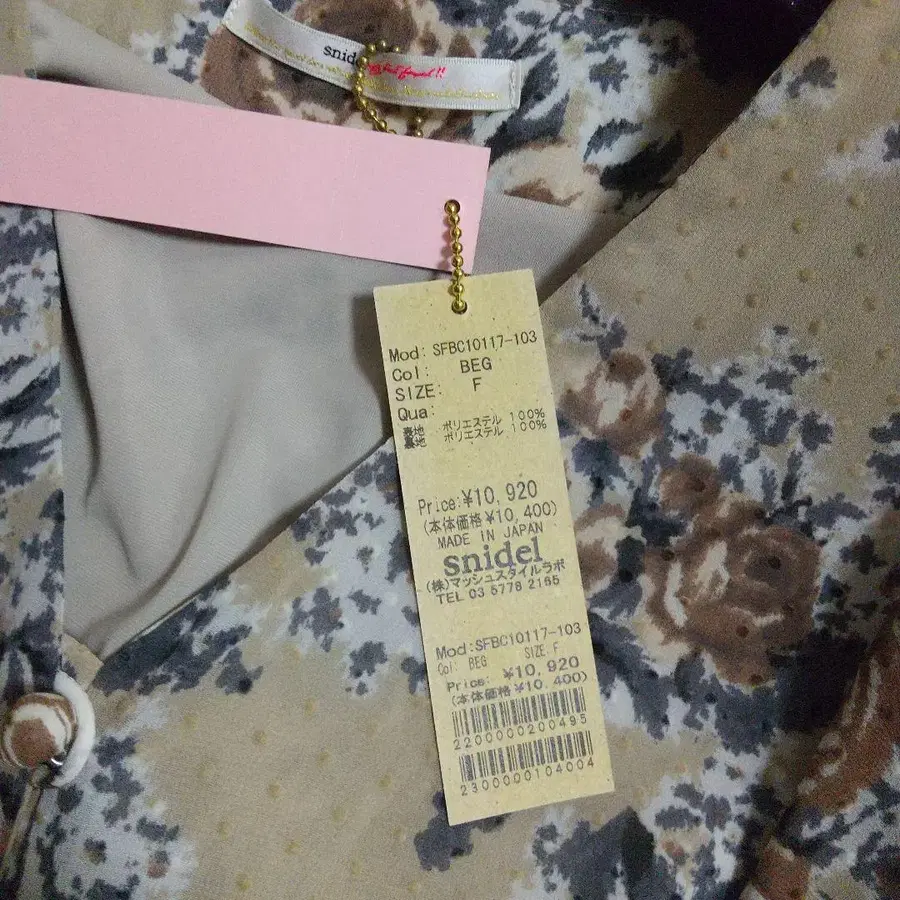 snidel
Mod: SFBC10117-103
Col: BEG
SIZE: F
Qua:
表地 ポリエステル 100%
裏地 ポリエステル 100%
Price:¥10,920
(本体価格¥10,400)
MADE IN JAPAN
snidel
(株)マッシュスタイルラボ
TEL 03 5778 2165
Mod:SFBC10117-103
Col: BEG SIZE F
Price: ¥10,920
(本体価格¥10,400)
2200000200495
2300000104004